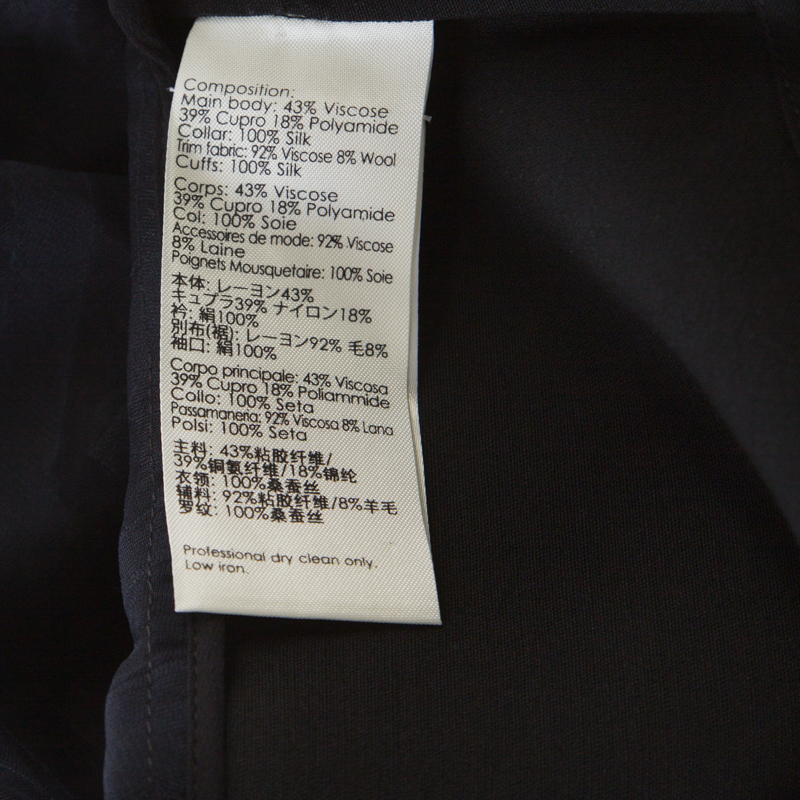 Composition:
Main body: 43% Viscose
39% Cupro 18% Polyamide
Collar: 100% Silk
Trim fabric: 92% Viscose 8% Wool
Cuffs: 100% Silk
Corps: 43% Viscose
39% Cupro 18% Polyamide
Col: 100% Soie
Accessoires de mode: 92% Viscose
8% Laine
Poignets Mousquetaire: 100% Soie
本体: レーヨン43%
キュプラ39% ナイロン18%
衿: 絹100%
別布(裾): レーヨン92% 毛8%
袖口: 絹100%
Corpo principale: 43% Viscosa
39% Cupro 18% Poliammide
Collo: 100% Seta
Passamaneria: 92% Viscosa 8% Lana
Polsi: 100% Seta
主料: 43%粘胶纤维/
39%铜氨纤维/18%锦纶
衣领: 100%桑蚕丝
辅料: 92%粘胶纤维/8%羊毛
罗纹: 100%桑蚕丝
Professional dry clean only.
Low iron.